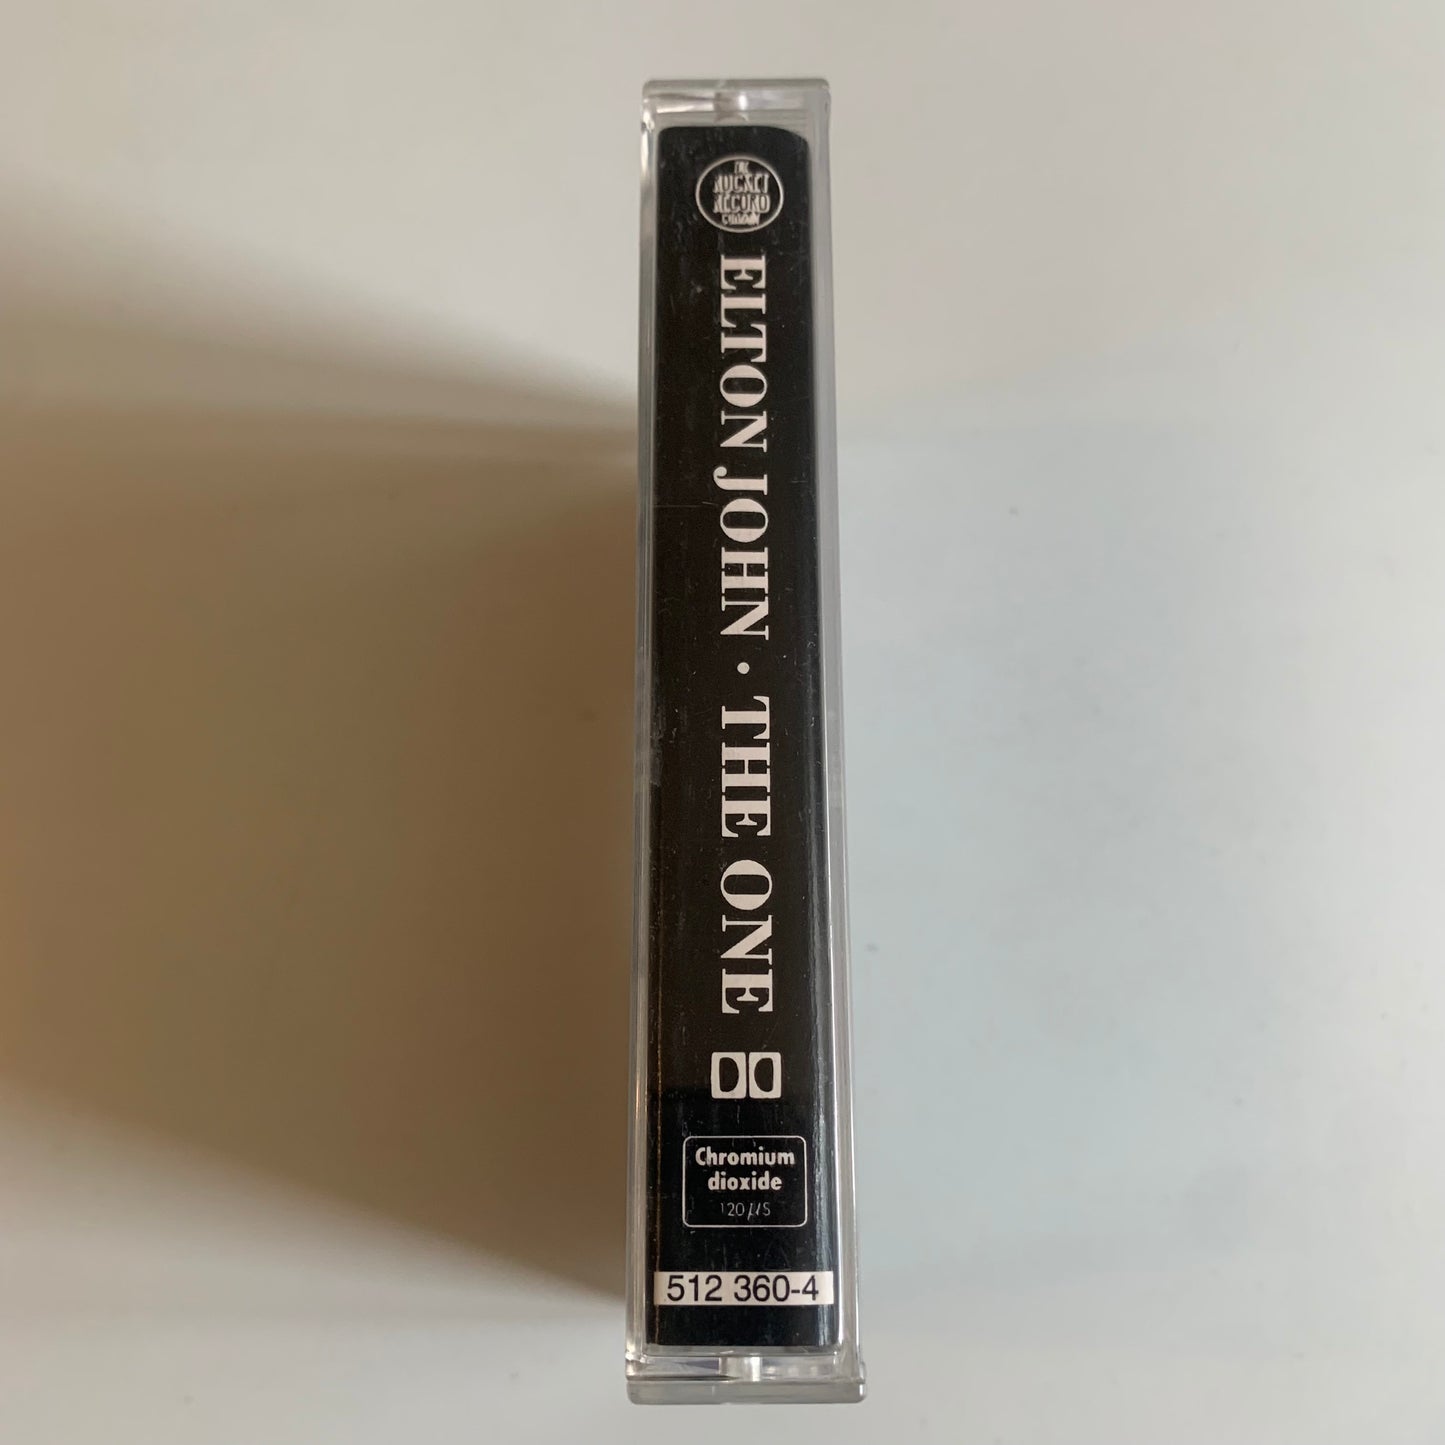 THE
ROCKET
RECORD
COMPANY
ELTON JOHN · THE ONE
Chromium
dioxide
120 µS
512 360-4